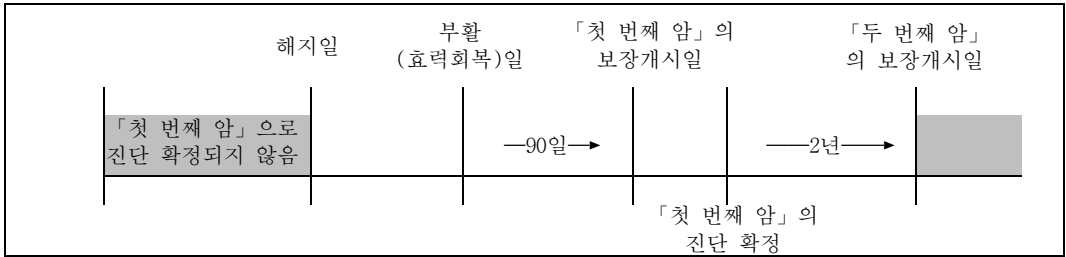 해지일
부활
(효력회복)일
「첫 번째 암」의
보장개시일
「두 번째 암」
의 보장개시일
「첫 번째 암」으로
진단 확정되지 않음
90일
2년
「첫 번째 암」의
진단 확정